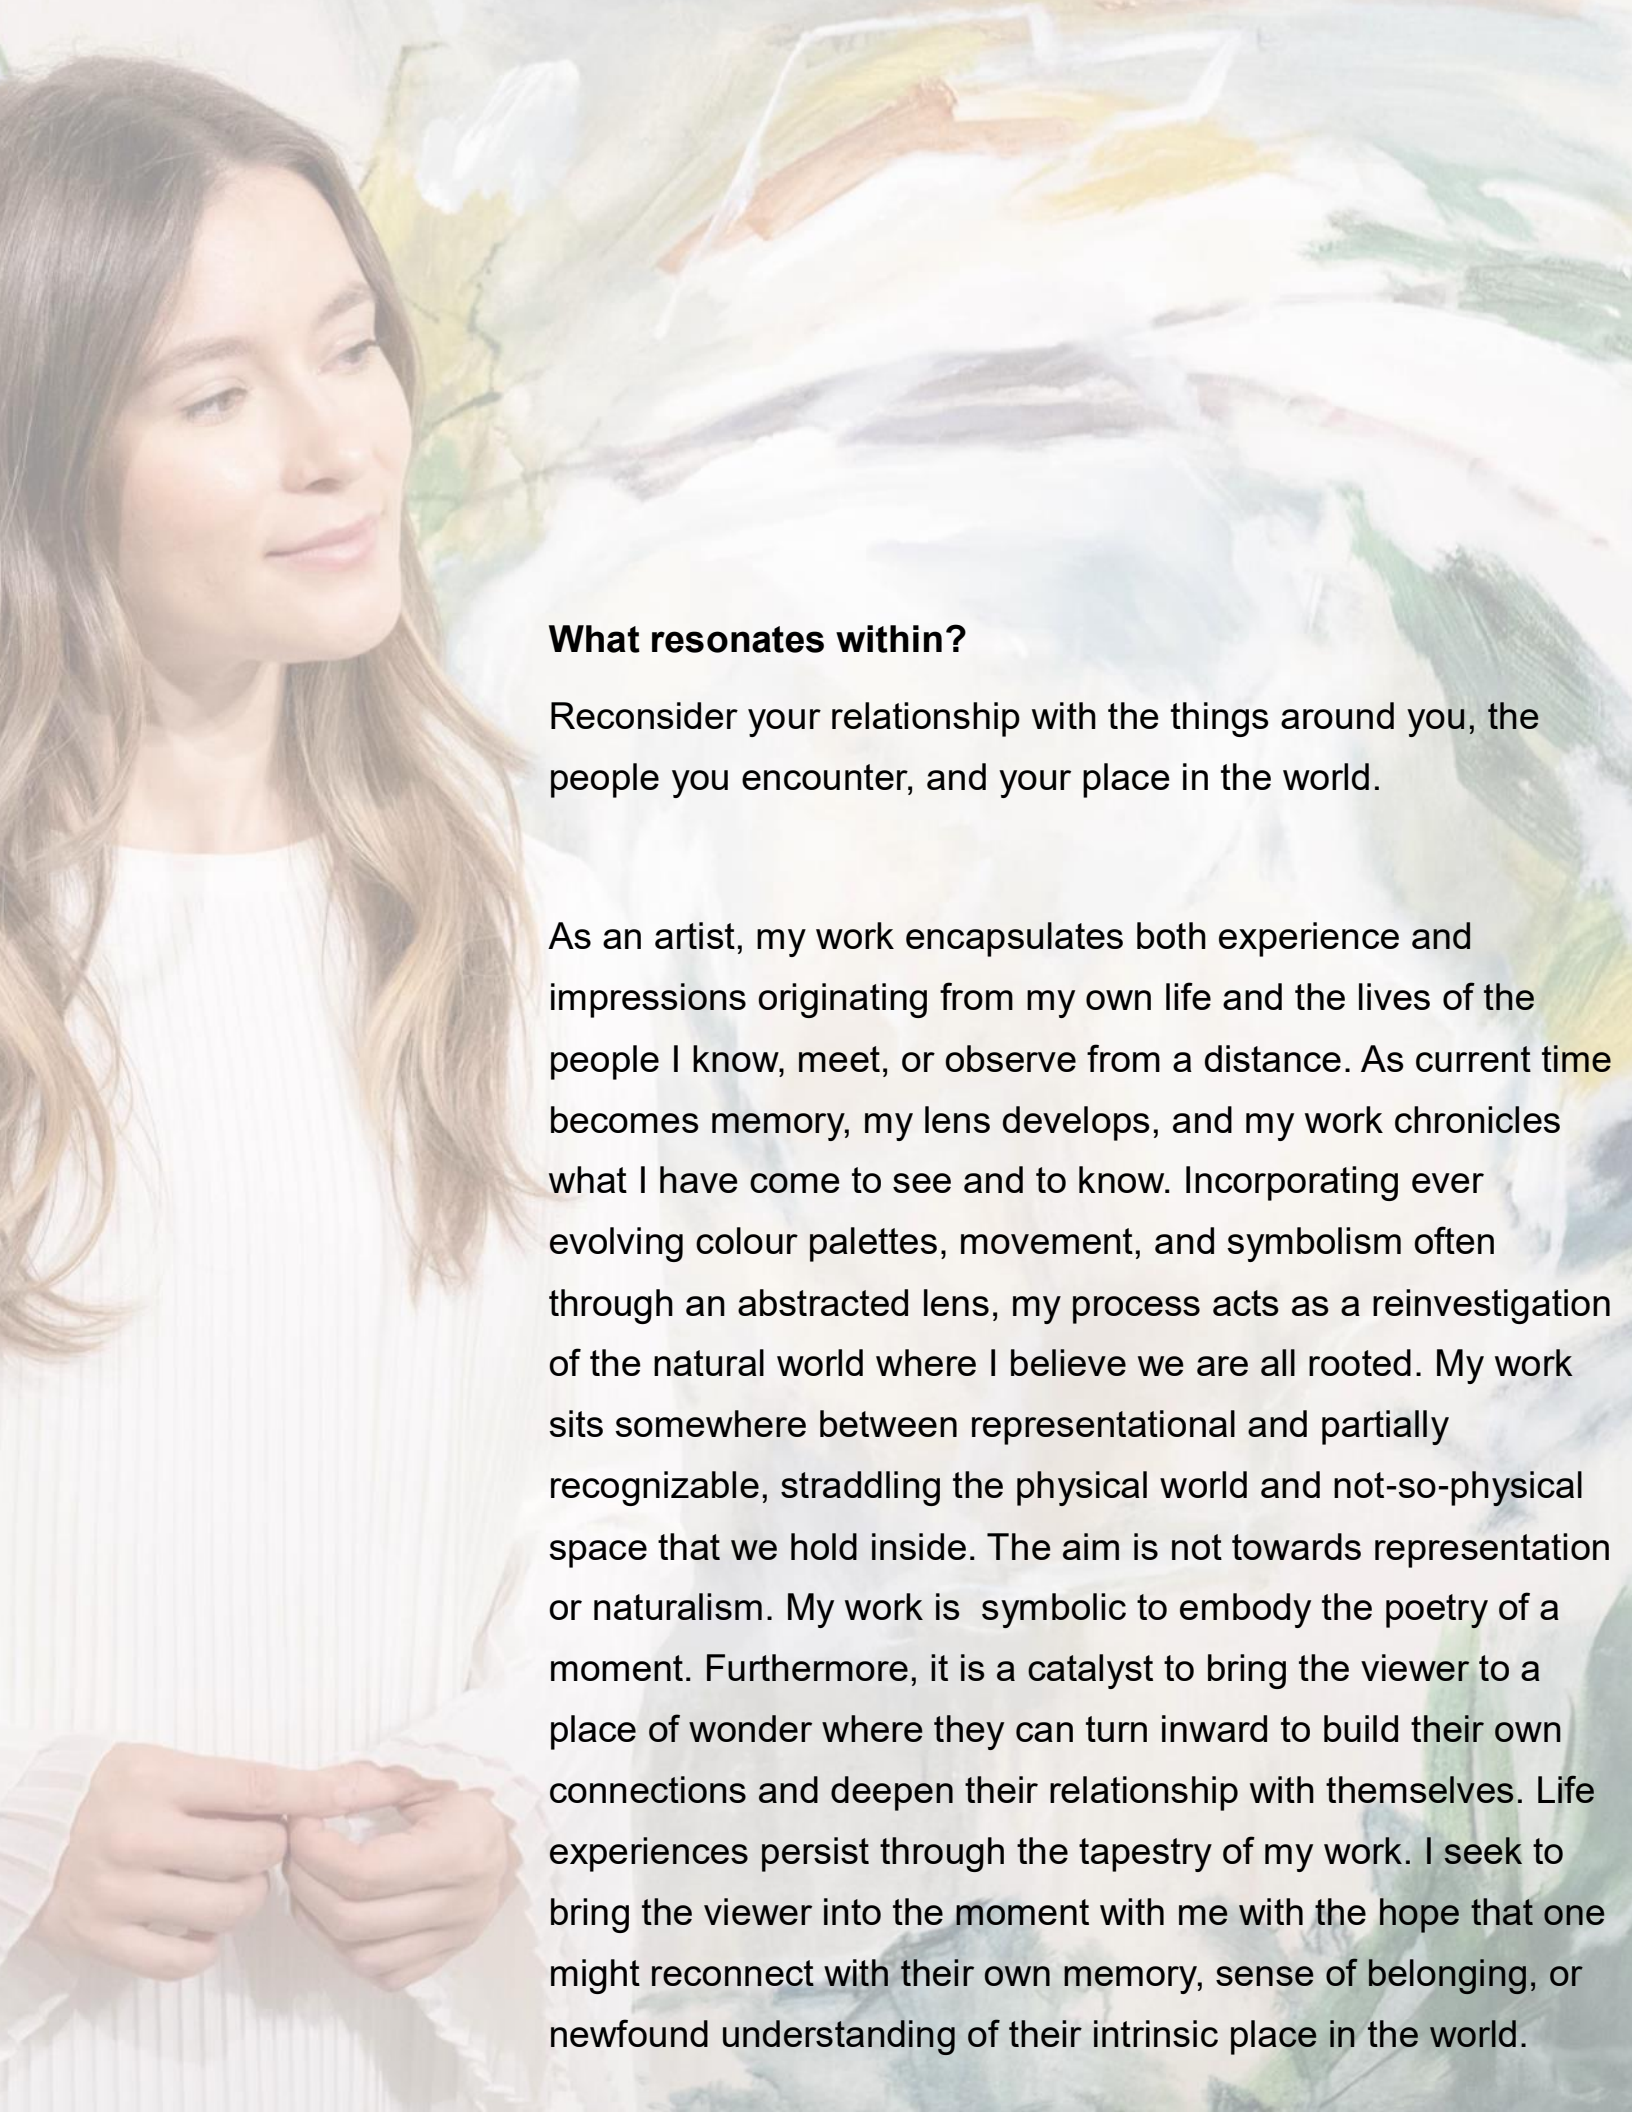 What resonates within?
Reconsider your relationship with the things around you, the
people you encounter, and your place in the world.
As an artist, my work encapsulates both experience and
impressions originating from my own life and the lives of the
people I know, meet, or observe from a distance. As current time
becomes memory, my lens develops, and my work chronicles
what I have come to see and to know. Incorporating ever
evolving colour palettes, movement, and symbolism often
through an abstracted lens, my process acts as a reinvestigation
of the natural world where I believe we are all rooted. My work
sits somewhere between representational and partially
recognizable, straddling the physical world and not-so-physical
space that we hold inside. The aim is not towards representation
or naturalism. My work is  symbolic to embody the poetry of a
moment. Furthermore, it is a catalyst to bring the viewer to a
place of wonder where they can turn inward to build their own
connections and deepen their relationship with themselves. Life
experiences persist through the tapestry of my work. I seek to
bring the viewer into the moment with me with the hope that one
might reconnect with their own memory, sense of belonging, or
newfound understanding of their intrinsic place in the world.